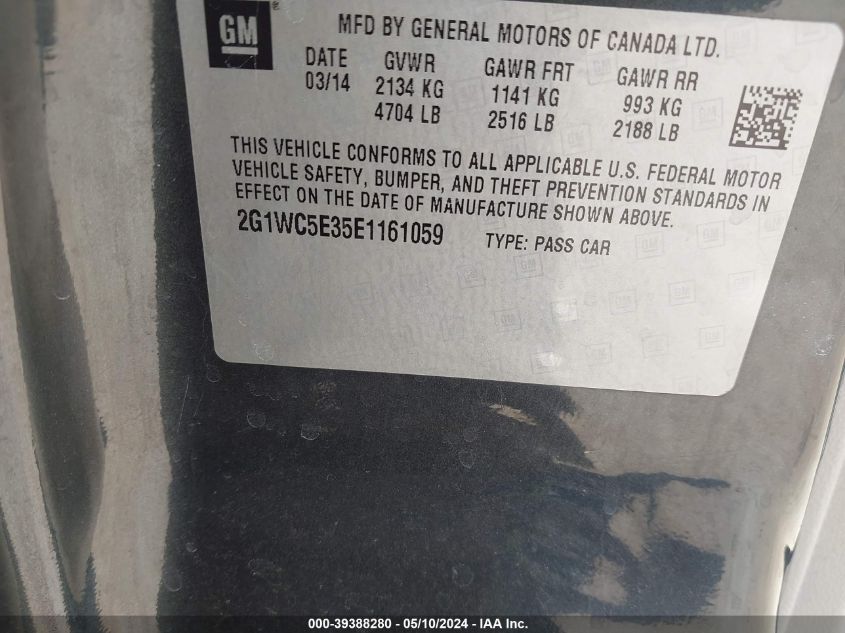 GM ®
MFD BY GENERAL MOTORS OF CANADA LTD.
DATE GVWR GAWR FRT GAWR RR
03/14 2134 KG 1141 KG 993 KG
4704 LB 2516 LB 2188 LB
THIS VEHICLE CONFORMS TO ALL APPLICABLE U.S. FEDERAL MOTOR
VEHICLE SAFETY, BUMPER, AND THEFT PREVENTION STANDARDS IN
EFFECT ON THE DATE OF MANUFACTURE SHOWN ABOVE.
2G1WC5E35E1161059 TYPE: PASS CAR
000-39388280 - 05/10/2024 - IAA Inc.